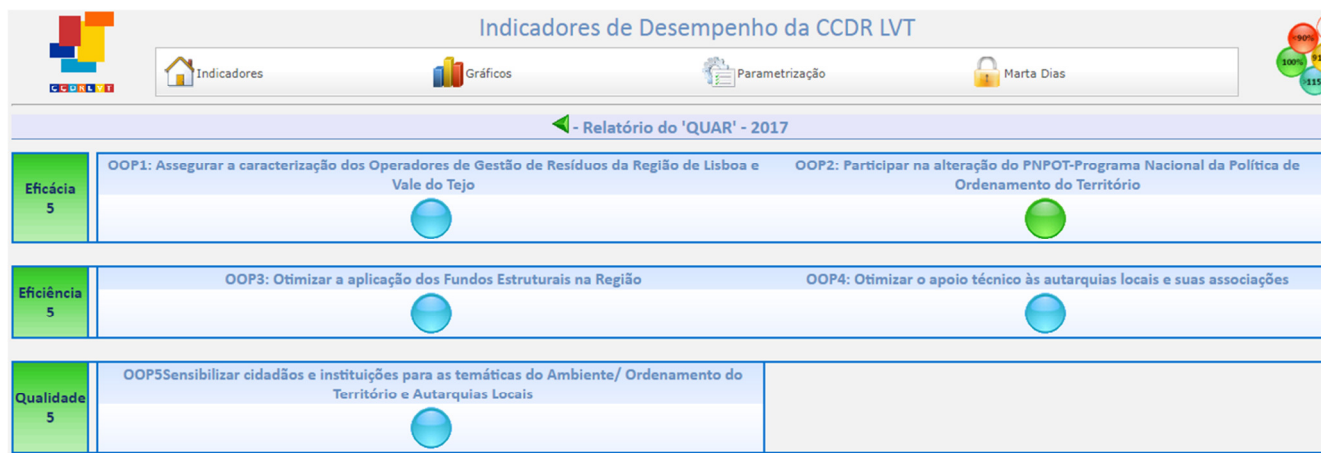 Indicadores de Desempenho da CCDR LVT
CCDRLVT
Indicadores
Gráficos
Parametrização
Marta Dias
<90%
100%
- Relatório do 'QUAR' - 2017
Eficácia
5
OOP1: Assegurar a caracterização dos Operadores de Gestão de Resíduos da Região de Lisboa e
Vale do Tejo
OOP2: Participar na alteração do PNPOT-Programa Nacional da Política de
Ordenamento do Território
Eficiência
5
OOP3: Otimizar a aplicação dos Fundos Estruturais na Região
OOP4: Otimizar o apoio técnico às autarquias locais e suas associações
Qualidade
5
OOP5Sensibilizar cidadãos e instituições para as temáticas do Ambiente/ Ordenamento do
Território e Autarquias Locais